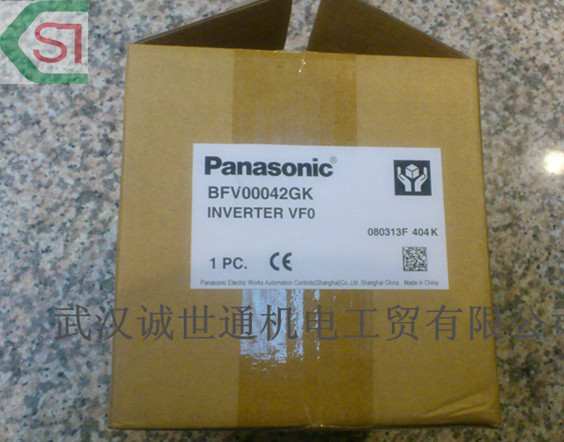 CST
Panasonic®
BFV00042GK
INVERTER VF0
080313F 404K
1 PC. CE
Panasonic Electric Works Automation Controls(Shanghai)Co.,Ltd. Shanghai China Made in China
武汉诚世通机电工贸有限公司